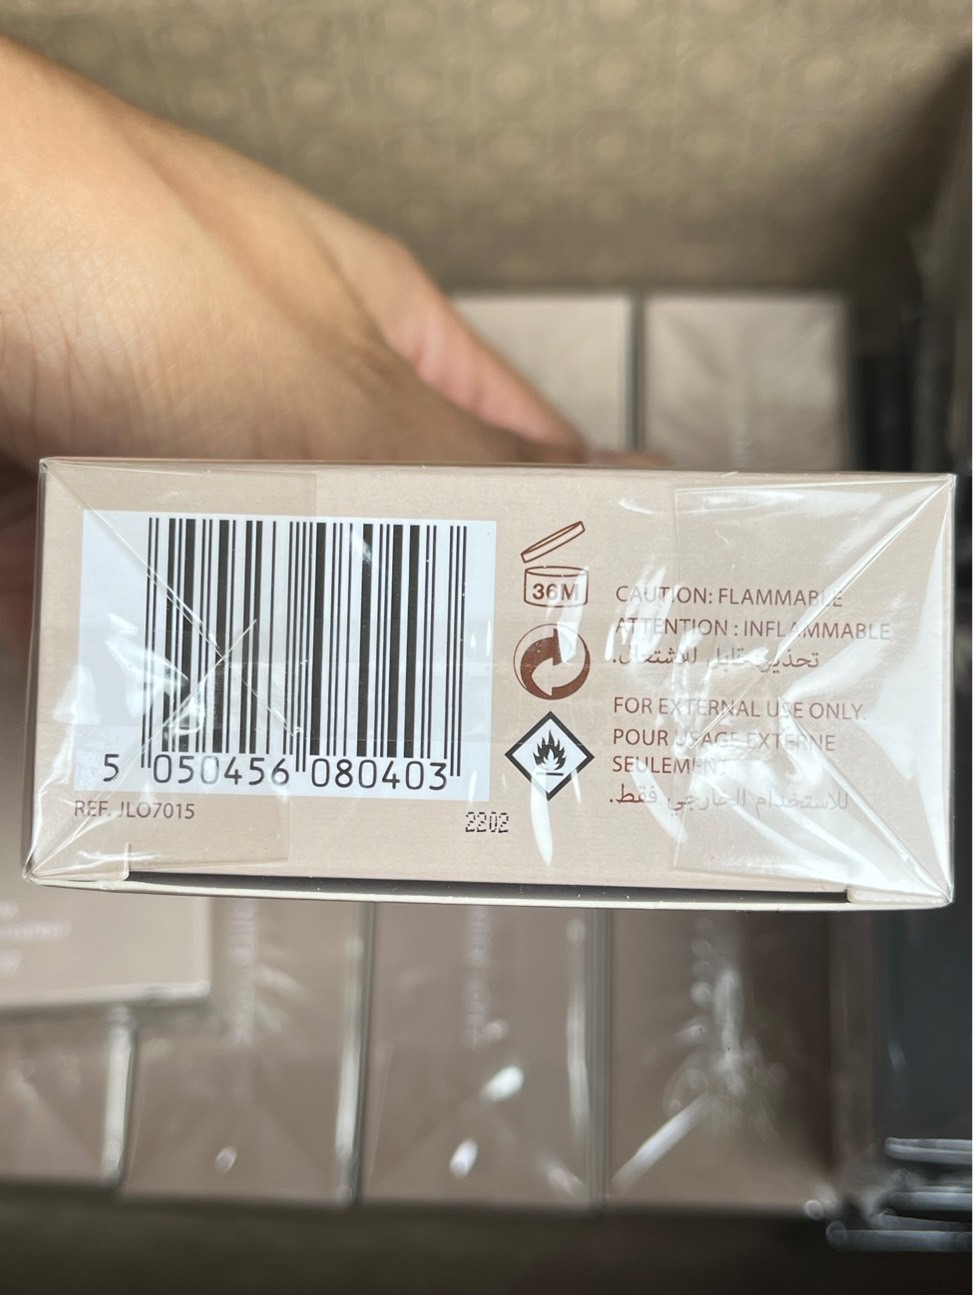 5 050456 080403
REF. JLO7015
2202
36M
CAUTION: FLAMMABLE
ATTENTION : INFLAMMABLE
تحذير: قابل للاشتعال.
FOR EXTERNAL USE ONLY.
POUR USAGE EXTERNE
SEULEMENT
للاستخدام الخارجي فقط.